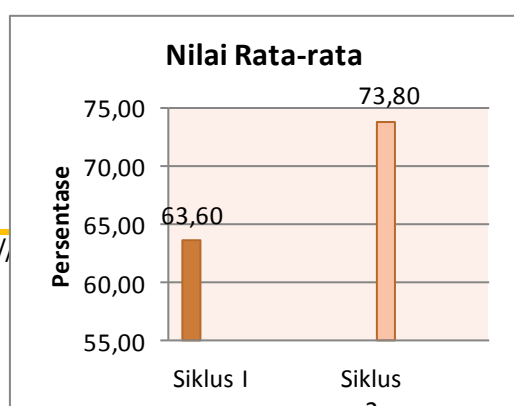 Nilai Rata-rata
75,00
70,00
65,00
60,00
55,00
Persentase
63,60
73,80
Siklus I
Siklus